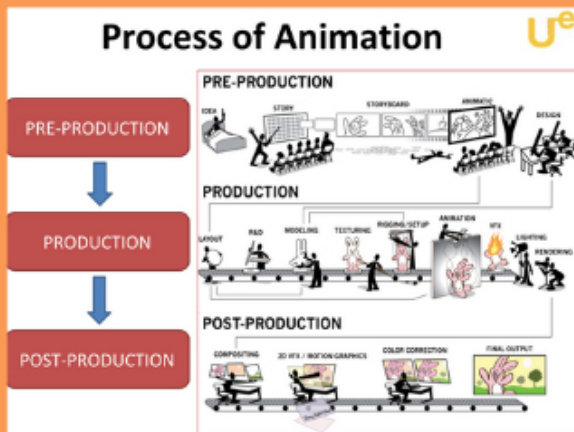 Process of Animation
Ue
PRE-PRODUCTION
PRODUCTION
POST-PRODUCTION
PRE-PRODUCTION
IDEA
STORY
STORYBOARD
ANIMATIC
DESIGN
PRODUCTION
LAYOUT
R&D
MODELING
TEXTURING
RIGGING/SETUP
ANIMATION
VFX
LIGHTING
RENDERING
POST-PRODUCTION
COMPOSITING
2D VFX / MOTION GRAPHICS
COLOR CORRECTION
FINAL OUTPUT